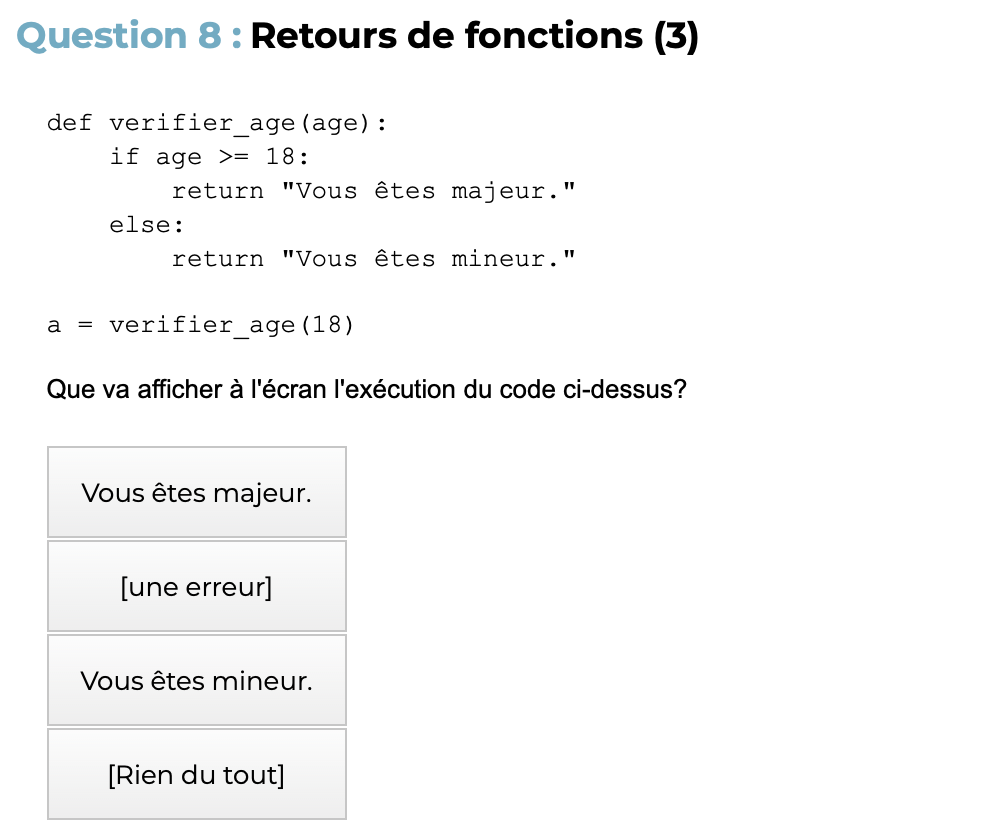 Question 8 : Retours de fonctions (3)
def verifier_age(age):
    if age >= 18:
        return "Vous êtes majeur."
    else:
        return "Vous êtes mineur."
a = verifier_age(18)
Que va afficher à l'écran l'exécution du code ci-dessus?
Vous êtes majeur.
[une erreur]
Vous êtes mineur.
[Rien du tout]